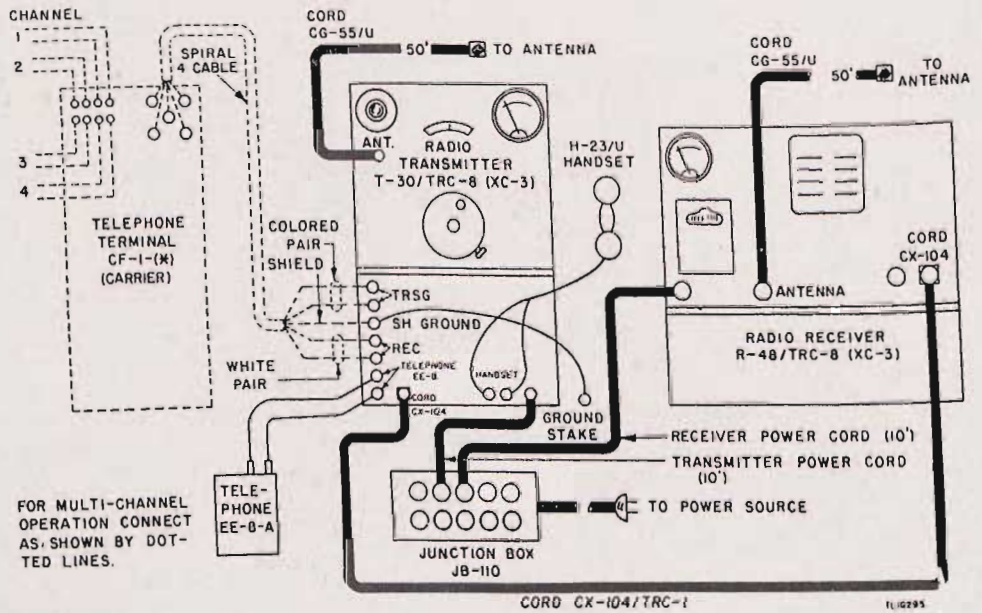 CHANNEL
1
2
3
4
SPIRAL
4 CABLE
CORD
CG-55/U
50'
TO ANTENNA
CORD
CG-55/U
50'
TO
ANTENNA
ANT.
RADIO
TRANSMITTER
T-30/TRC-8 (XC-3)
H-23/U
HANDSET
TELEPHONE
TERMINAL
CF-1-(*)
(CARRIER)
COLORED
PAIR
SHIELD
TRSG
SH GROUND
REC
WHITE
PAIR
TELEPHONE
EE-8
HANDSET
CORD
CX-104
CORD
CX-104
ANTENNA
RADIO RECEIVER
R-48/TRC-8 (XC-3)
GROUND
STAKE
RECEIVER POWER CORD (10')
TRANSMITTER POWER CORD
(10')
TELE-
PHONE
EE-8-A
FOR MULTI-CHANNEL
OPERATION CONNECT
AS, SHOWN BY DOT-
TED LINES.
TO POWER SOURCE
JUNCTION BOX
JB-110
CORD CX-104/TRC-1
TL10295